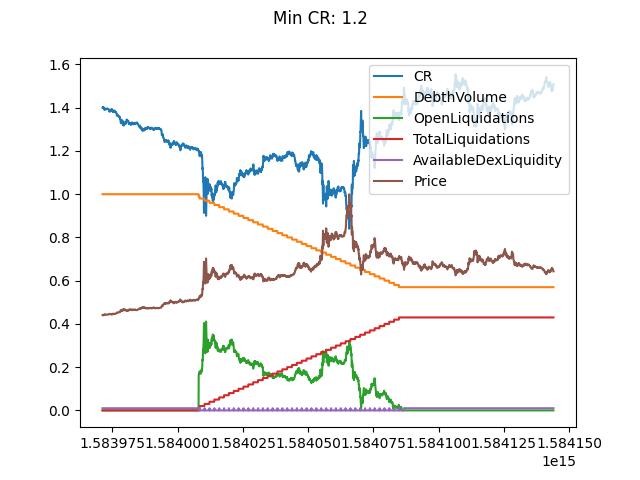 Min CR: 1.2
1.6
1.4
1.2
1.0
0.8
0.6
0.4
0.2
0.0
CR
DebthVolume
OpenLiquidations
TotalLiquidations
AvailableDexLiquidity
Price
1.583975 1.584000 1.584025 1.584050 1.584075 1.584100 1.584125 1.584150
1e15